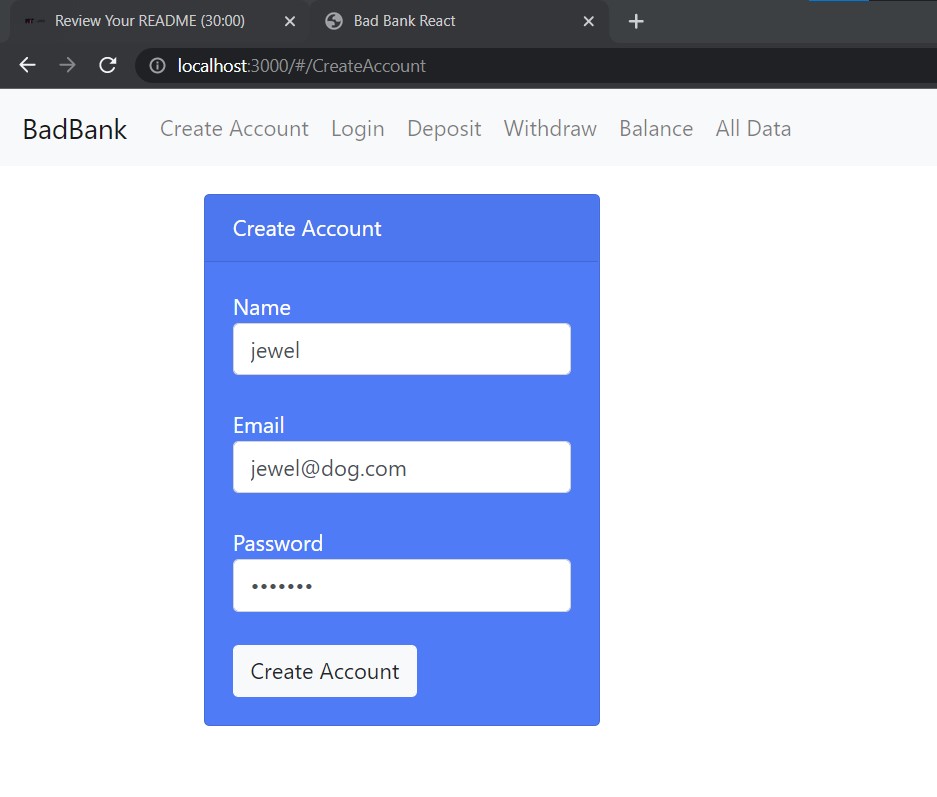 Review Your README (30:00)
Bad Bank React
localhost:3000/#/CreateAccount
BadBank Create Account Login Deposit Withdraw Balance All Data
Create Account
Name
jewel
Email
jewel@dog.com
Password
•••••••
Create Account